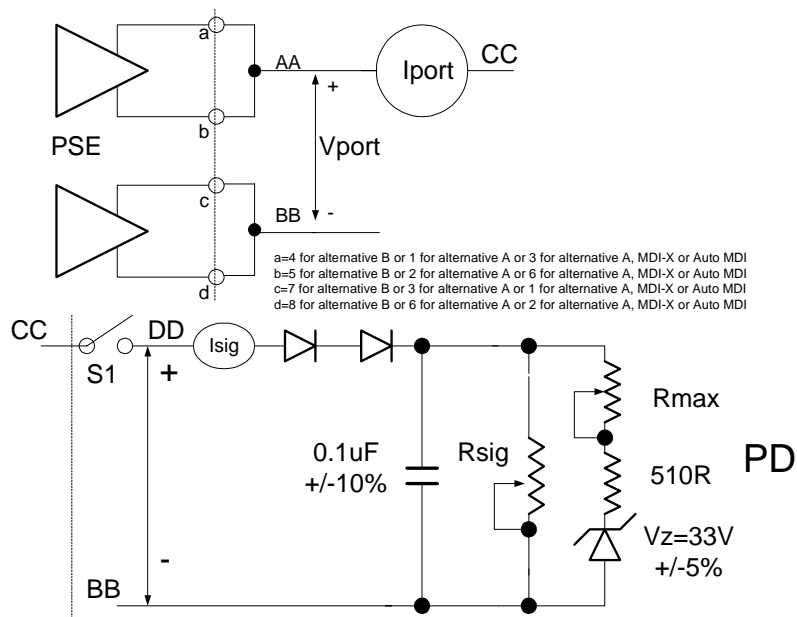 a
AA
Iport
CC
+
b
PSE
Vport
c
BB
-
d
a=4 for alternative B or 1 for alternative A or 3 for alternative A, MDI-X or Auto MDI
b=5 for alternative B or 2 for alternative A or 6 for alternative A, MDI-X or Auto MDI
c=7 for alternative B or 3 for alternative A or 1 for alternative A, MDI-X or Auto MDI
d=8 for alternative B or 6 for alternative A or 2 for alternative A, MDI-X or Auto MDI
CC
DD
Isig
S1
+
Rmax
0.1uF
+/-10%
Rsig
510R
PD
Vz=33V
+/-5%
-
BB